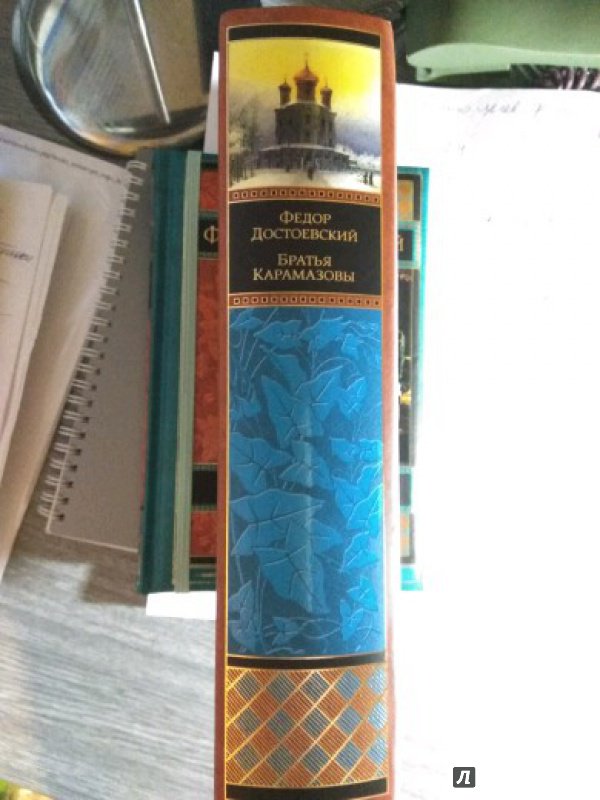 Федор
Достоевский
Братья
Карамазовы
Л